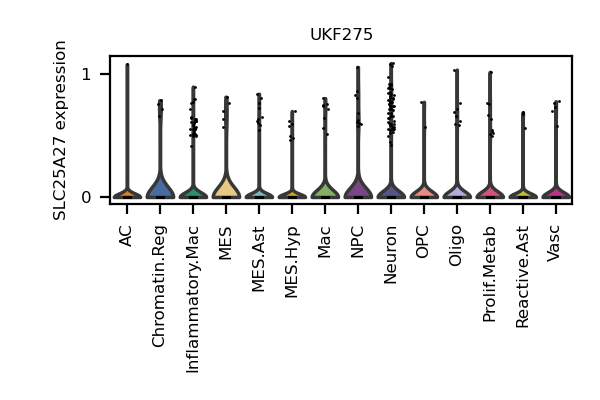 UKF275
SLC25A27 expression
1
0
AC
Chromatin.Reg
Inflammatory.Mac
MES
MES.Ast
MES.Hyp
Mac
NPC
Neuron
OPC
Oligo
Prolif.Metab
Reactive.Ast
Vasc